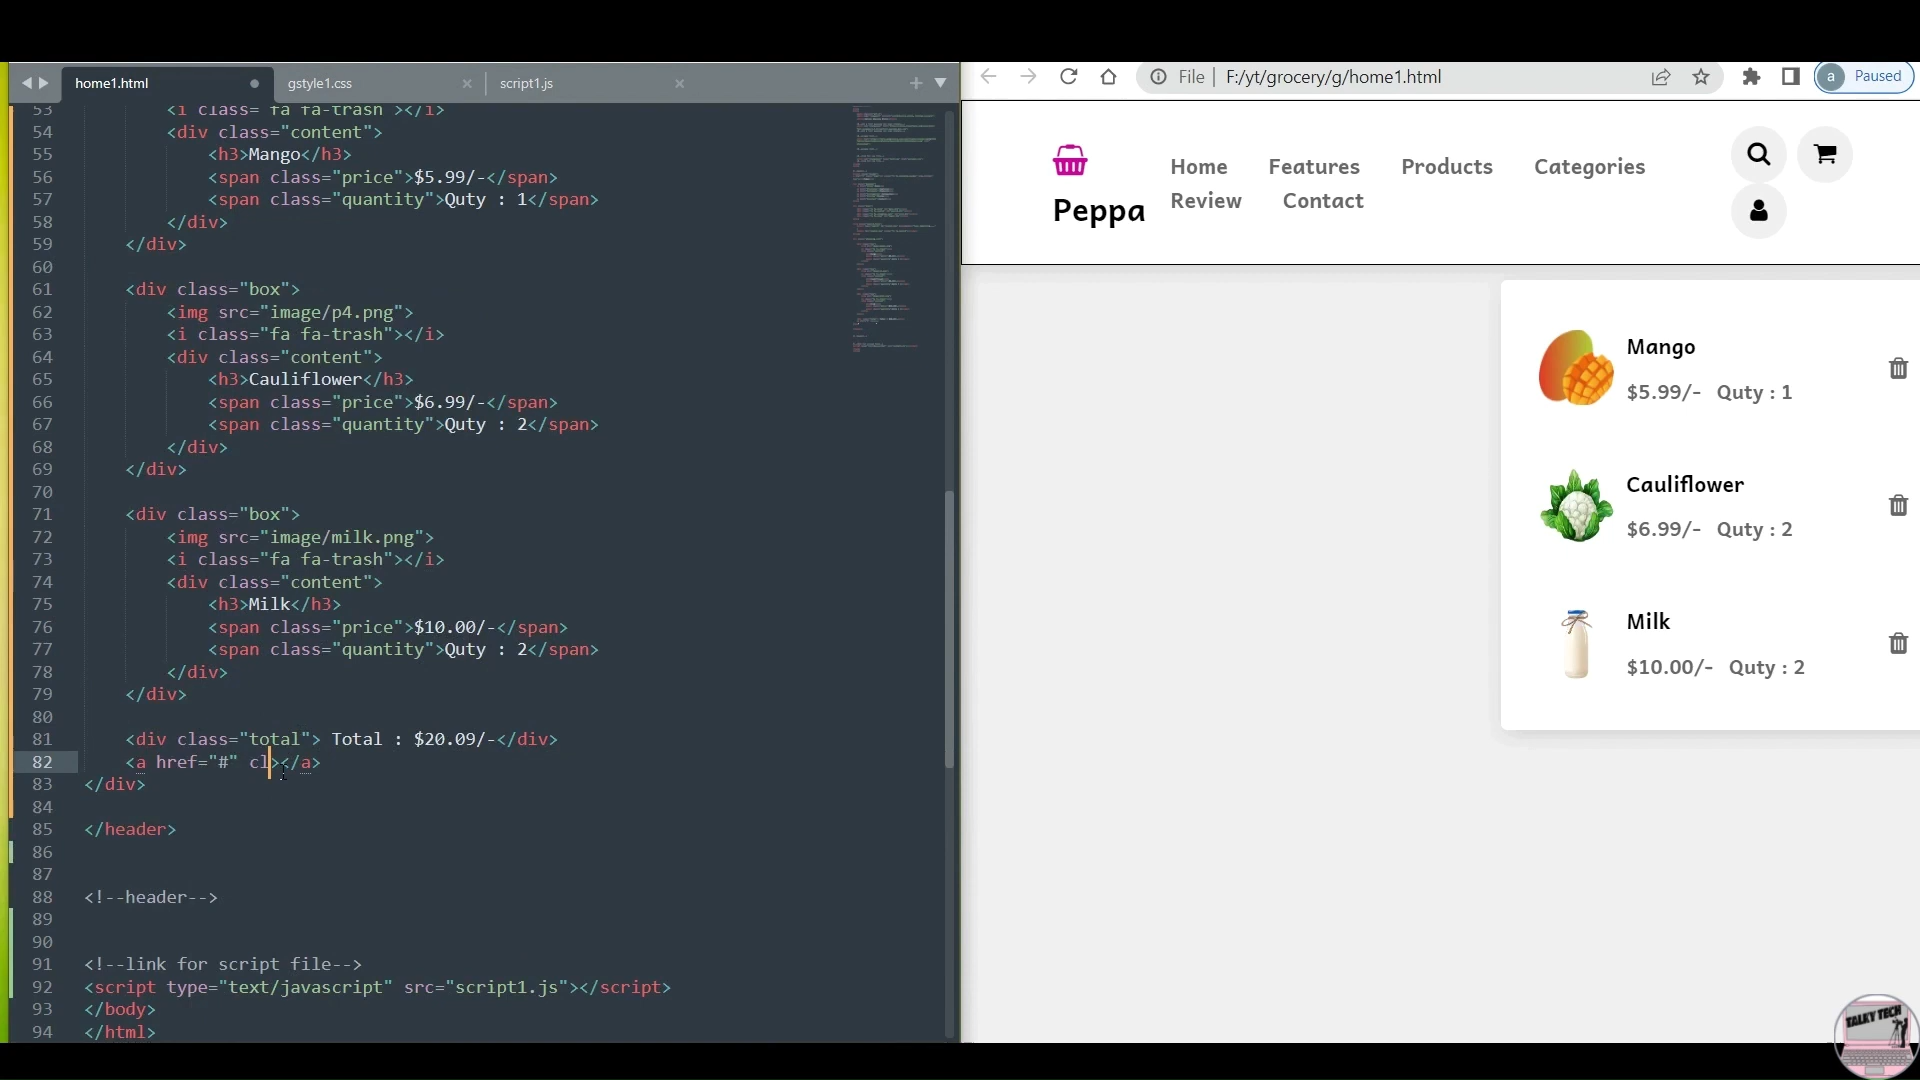 home1.html
gstyle1.css
script1.js
53 <i class="fa fa-trash"></i>
54 <div class="content">
55 <h3>Mango</h3>
56 <span class="price">$5.99/-</span>
57 <span class="quantity">Quty : 1</span>
58 </div>
59 </div>
60
61 <div class="box">
62 <img src="image/p4.png">
63 <i class="fa fa-trash"></i>
64 <div class="content">
65 <h3>Cauliflower</h3>
66 <span class="price">$6.99/-</span>
67 <span class="quantity">Quty : 2</span>
68 </div>
69 </div>
70
71 <div class="box">
72 <img src="image/milk.png">
73 <i class="fa fa-trash"></i>
74 <div class="content">
75 <h3>Milk</h3>
76 <span class="price">$10.00/-</span>
77 <span class="quantity">Quty : 2</span>
78 </div>
79 </div>
80
81 <div class="total"> Total : $20.09/-</div>
82 <a href="#" cl></a>
83 </div>
84
85 </header>
86
87
88 <!--header-->
89
90
91 <!--link for script file-->
92 <script type="text/javascript" src="script1.js"></script>
93 </body>
94 </html>
File F:/yt/grocery/g/home1.html
a Paused
Peppa
Home Features Products Categories
Review Contact
Mango
$5.99/- Quty : 1
Cauliflower
$6.99/- Quty : 2
Milk
$10.00/- Quty : 2
TALKY TECH